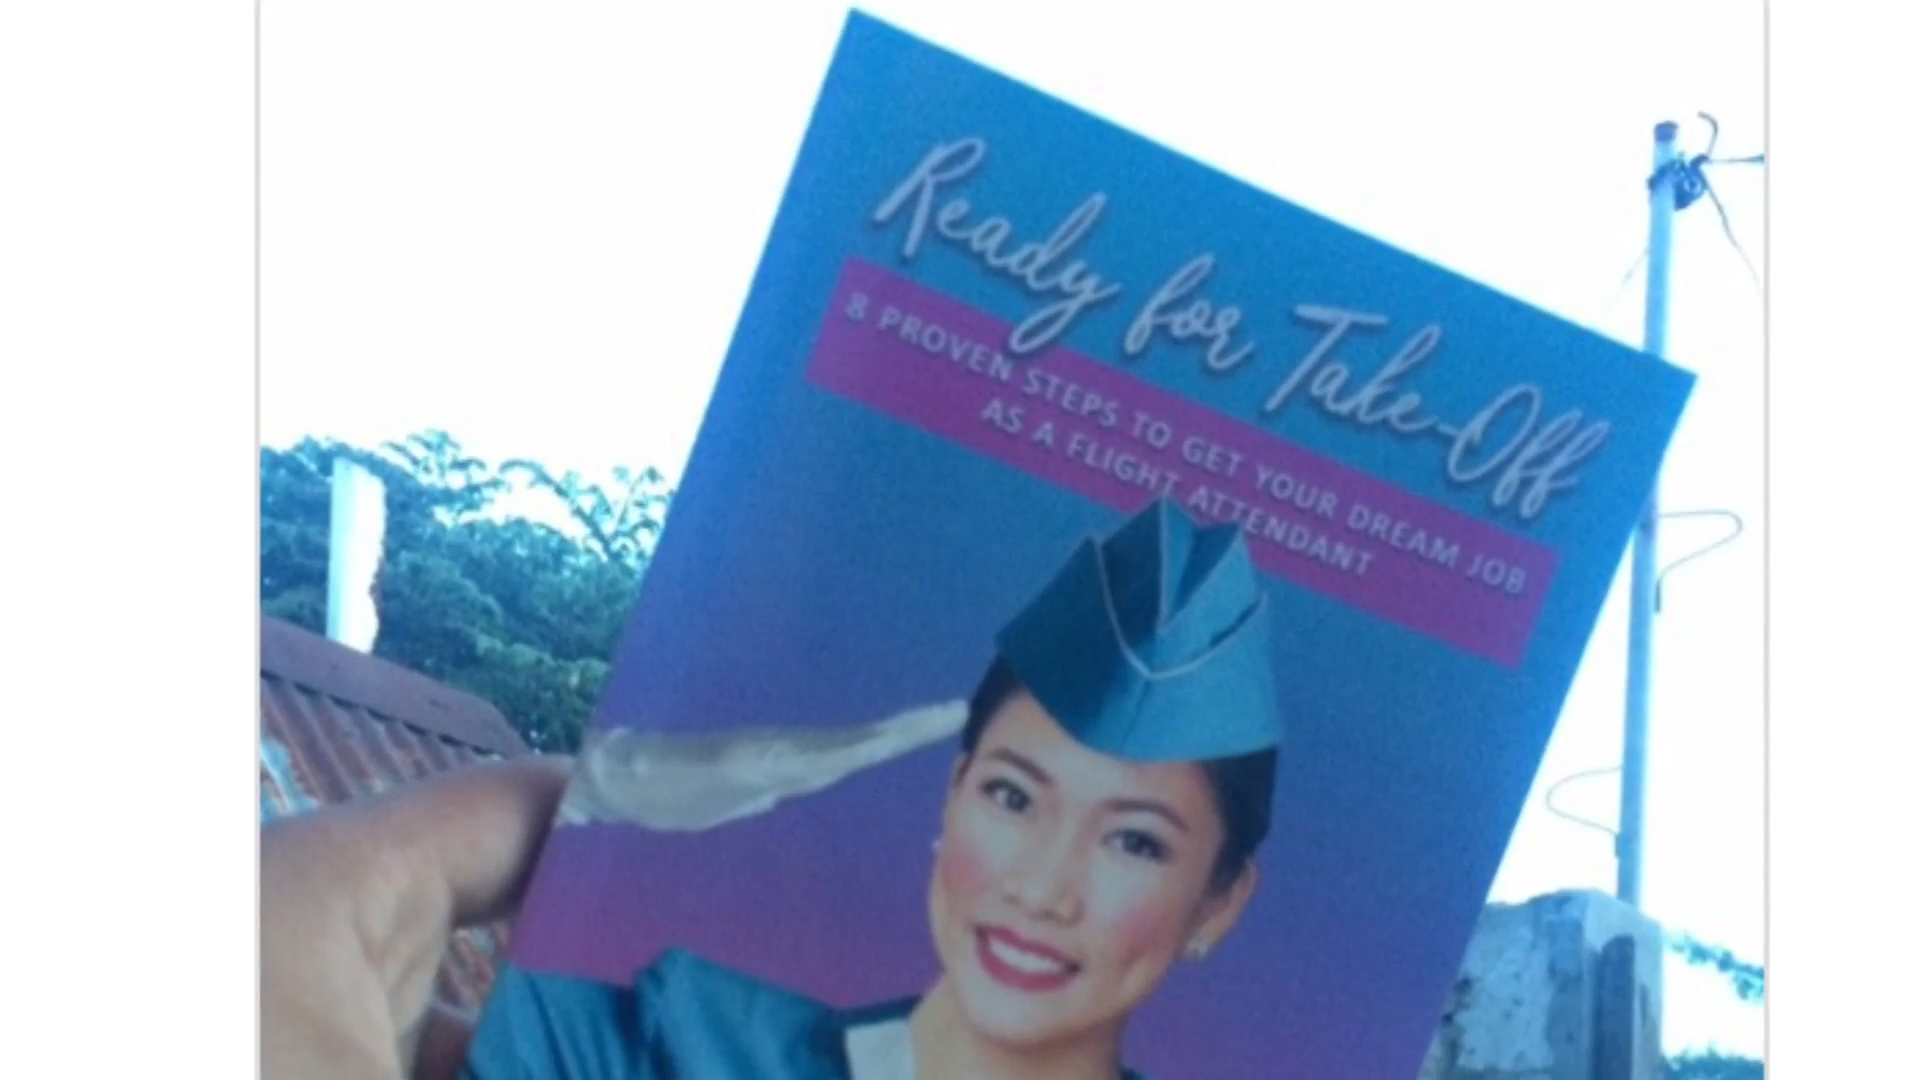 Ready for Take-Off
8 PROVEN STEPS TO GET YOUR DREAM JOB
AS A FLIGHT ATTENDANT